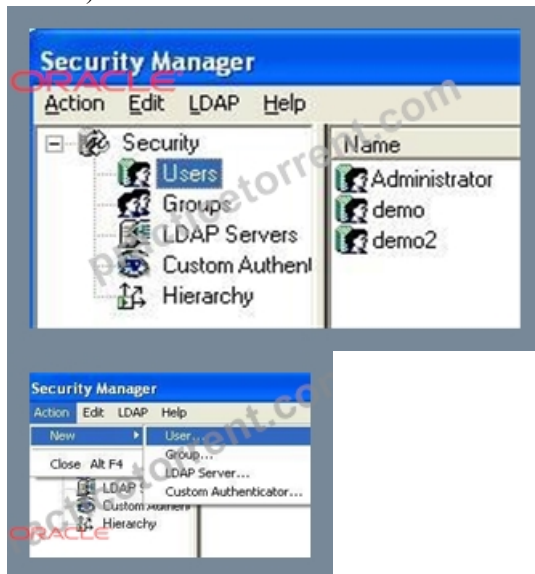 Security Manager
ORACLE
Action Edit LDAP Help
Security
Users
Groups
LDAP Servers
Custom Authent
Hierarchy
Name
Administrator
demo
demo2
practicetorrent.com
Security Manager
Action Edit LDAP Help
New
User...
Close Alt F4
Group...
LDAP Server...
LDAP
Custom Authenticator...
Custom Authent
Hierarchy
ORACLE
practicetorrent.com